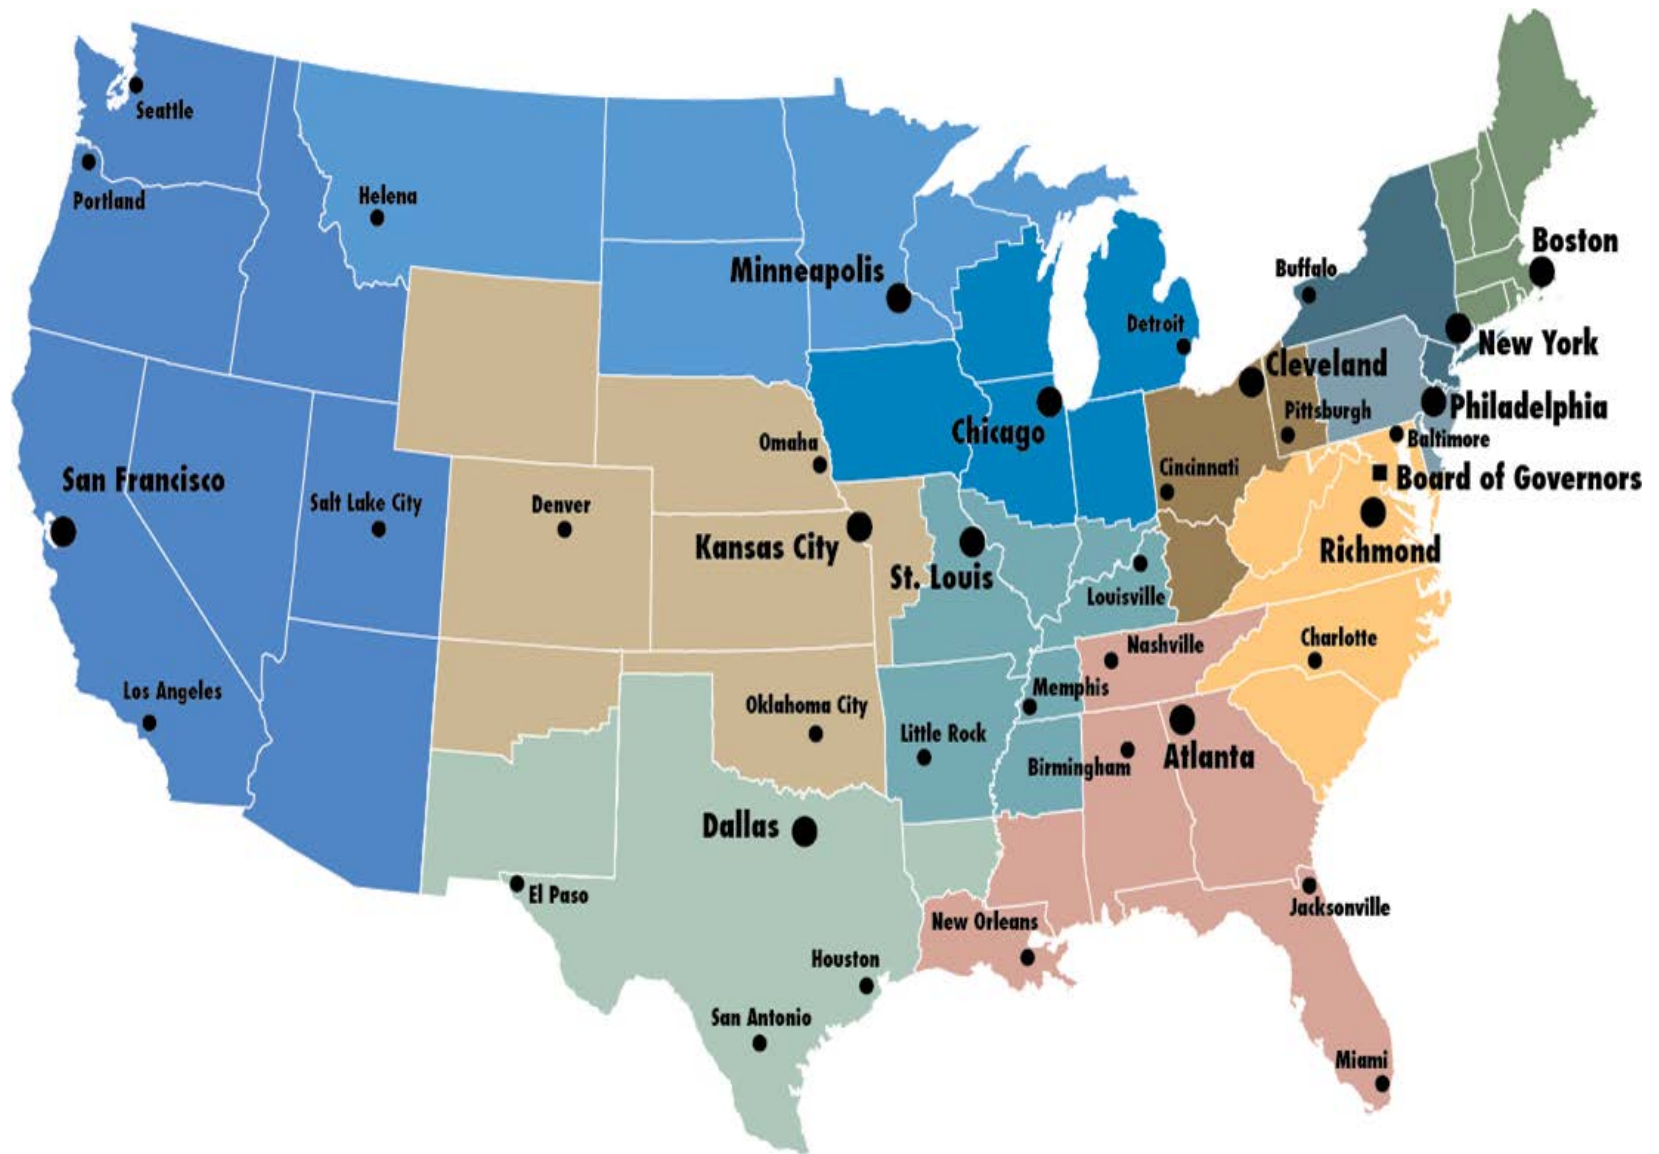 Seattle
Portland
Helena
Minneapolis
Boston
Buffalo
Detroit
New York
Cleveland
Philadelphia
Pittsburgh
Chicago
Omaha
Baltimore
Cincinnati
San Francisco
Board of Governors
Salt Lake City
Denver
Kansas City
Richmond
St. Louis
Louisville
Charlotte
Nashville
Los Angeles
Memphis
Oklahoma City
Little Rock
Birmingham
Atlanta
Dallas
El Paso
Jacksonville
New Orleans
Houston
San Antonio
Miami